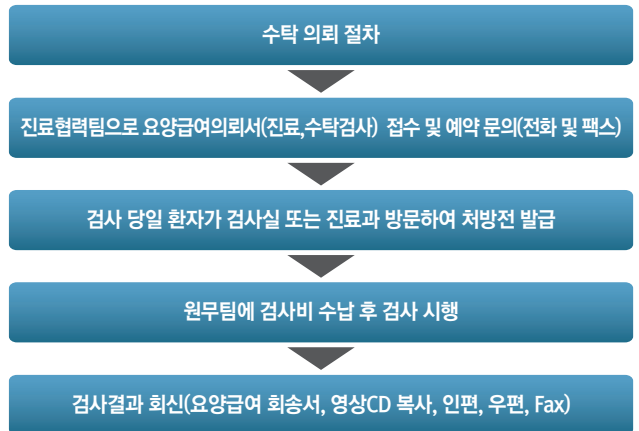 수탁 의뢰 절차
진료협력팀으로 요양급여의뢰서(진료,수탁검사) 접수 및 예약 문의(전화 및 팩스)
검사 당일 환자가 검사실 또는 진료과 방문하여 처방전 발급
원무팀에 검사비 수납 후 검사 시행
검사결과 회신(요양급여 회송서, 영상CD 복사, 인편, 우편, Fax)